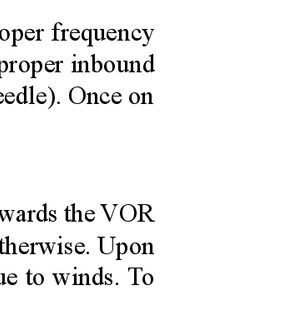 oper frequency
proper inbound
eedle). Once on
wards the VOR
therwise. Upon
ue to winds. To